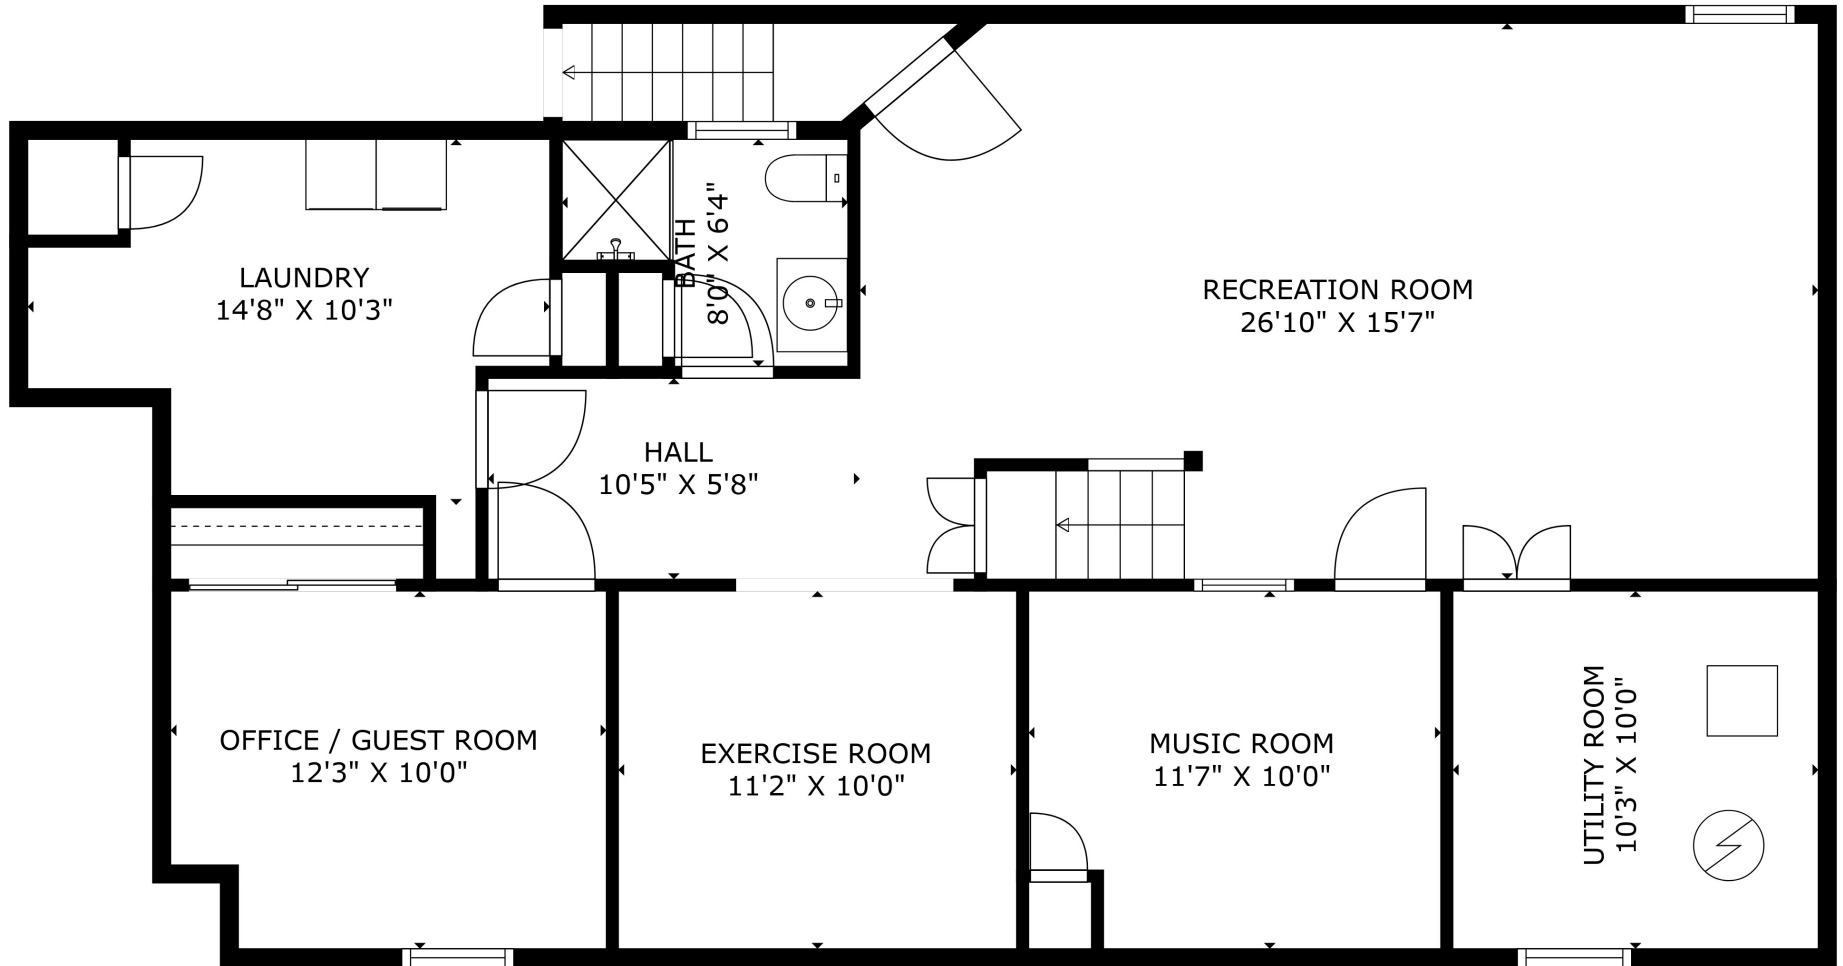 LAUNDRY
14'8" X 10'3"
BATH
8'0" X 6'4"
RECREATION ROOM
26'10" X 15'7"
HALL
10'5" X 5'8"
OFFICE / GUEST ROOM
12'3" X 10'0"
EXERCISE ROOM
11'2" X 10'0"
MUSIC ROOM
11'7" X 10'0"
UTILITY ROOM
10'3" X 10'0"